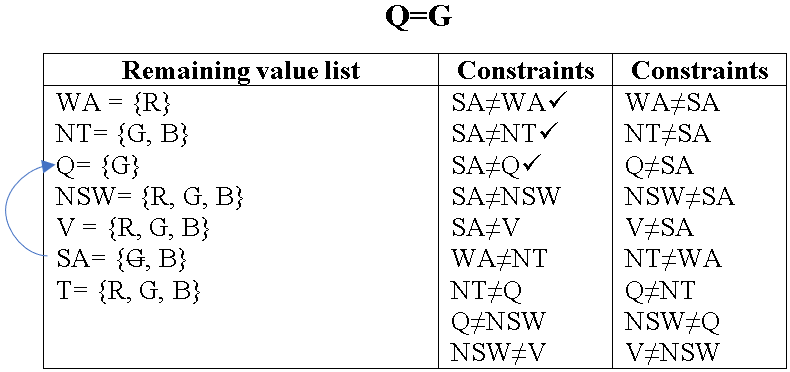 Q=G
Remaining value list Constraints Constraints
WA = {R} SA≠WA✓ WA≠SA
NT= {G, B} SA≠NT✓ NT≠SA
Q= {G} SA≠Q✓ Q≠SA
NSW= {R, G, B} SA≠NSW NSW≠SA
V = {R, G, B} SA≠V V≠SA
SA= {G, B} WA≠NT NT≠WA
T= {R, G, B} NT≠Q Q≠NT
Q≠NSW NSW≠Q
NSW≠V V≠NSW